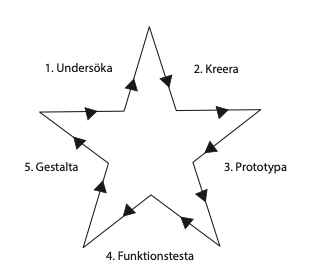 1. Undersöka
2. Kreera
3. Prototypa
4. Funktionstesta
5. Gestalta